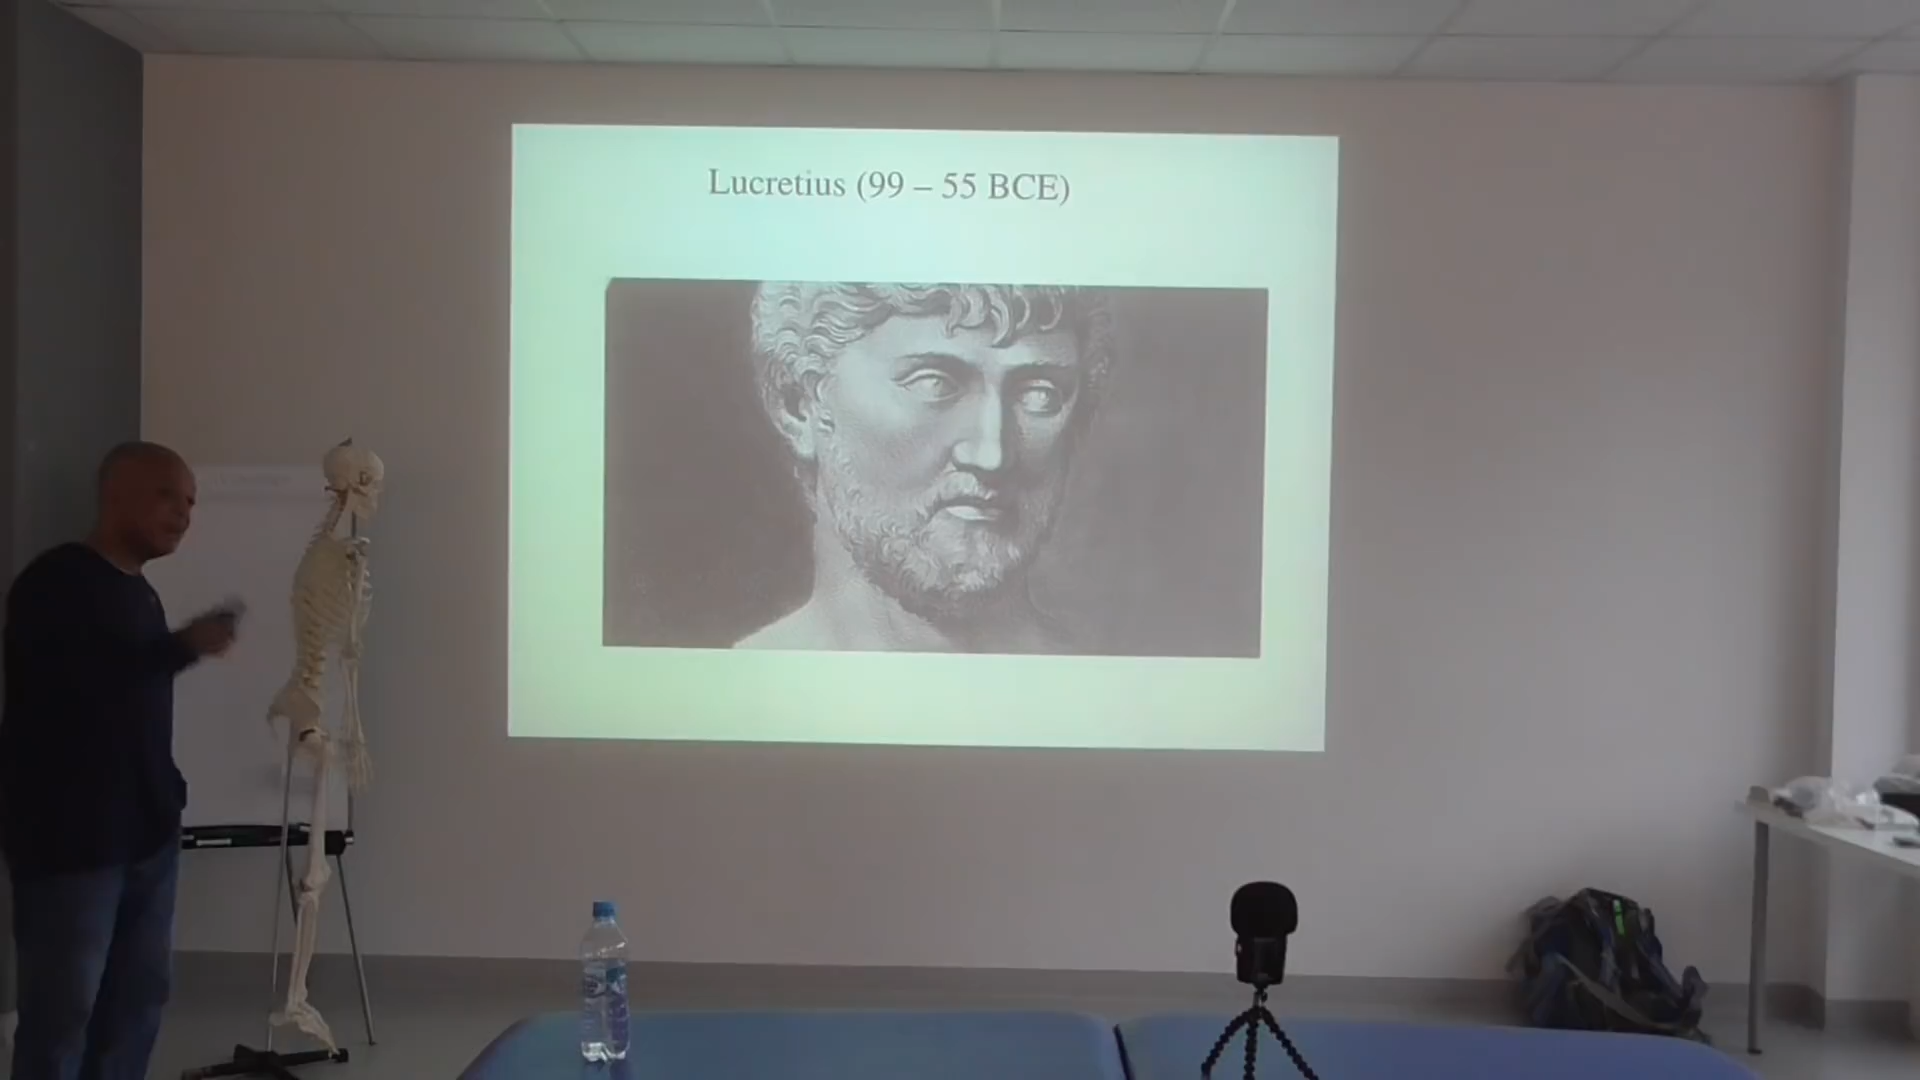 Lucretius (99 – 55 BCE)